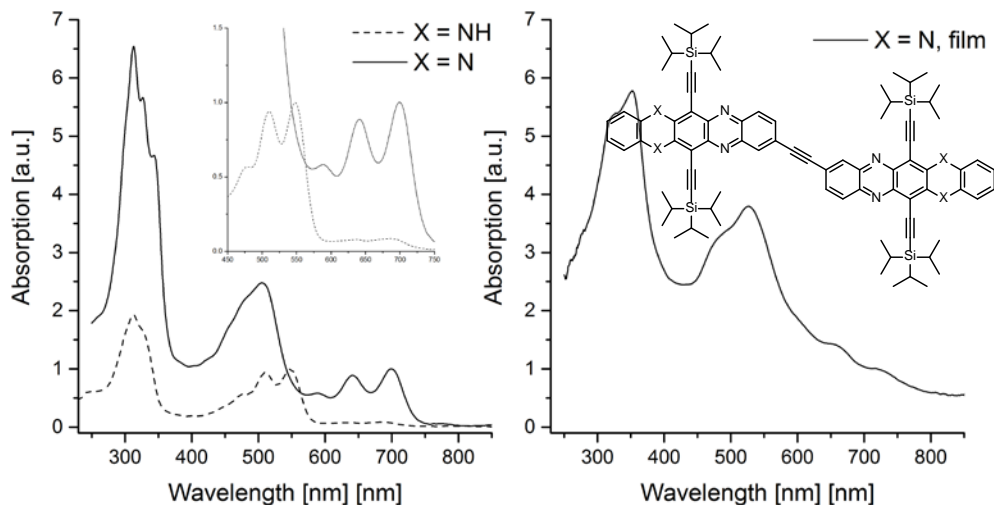 7
6
5
4
3
2
1
0
Absorption [a.u.]
300 400 500 600 700 800
Wavelength [nm] [nm]
X = NH
X = N
1.5
1.0
0.5
0.0
450 500 550 600 650 700 750
7
6
5
4
3
2
1
0
Absorption [a.u.]
300 400 500 600 700 800
Wavelength [nm] [nm]
X = N, film
Si
X N
X N
Si
Si
N X
N X
Si